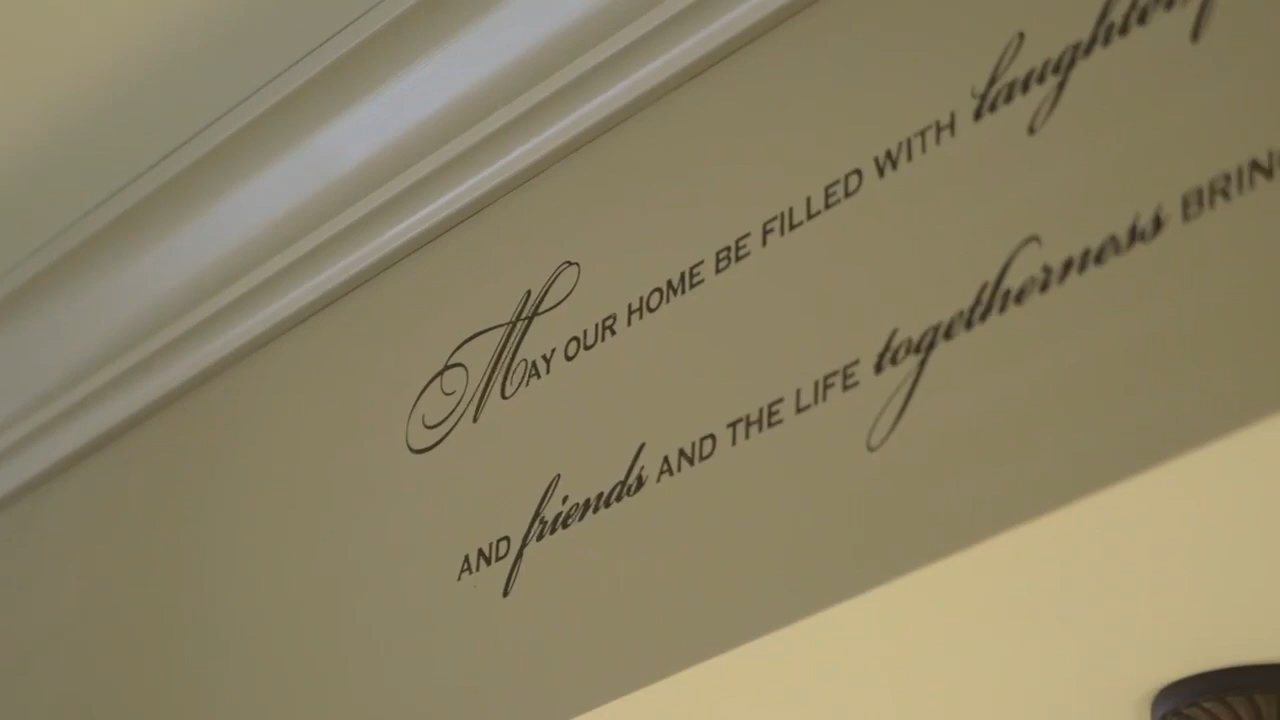 May OUR HOME BE FILLED WITH laughter
AND friends AND THE LIFE togetherness